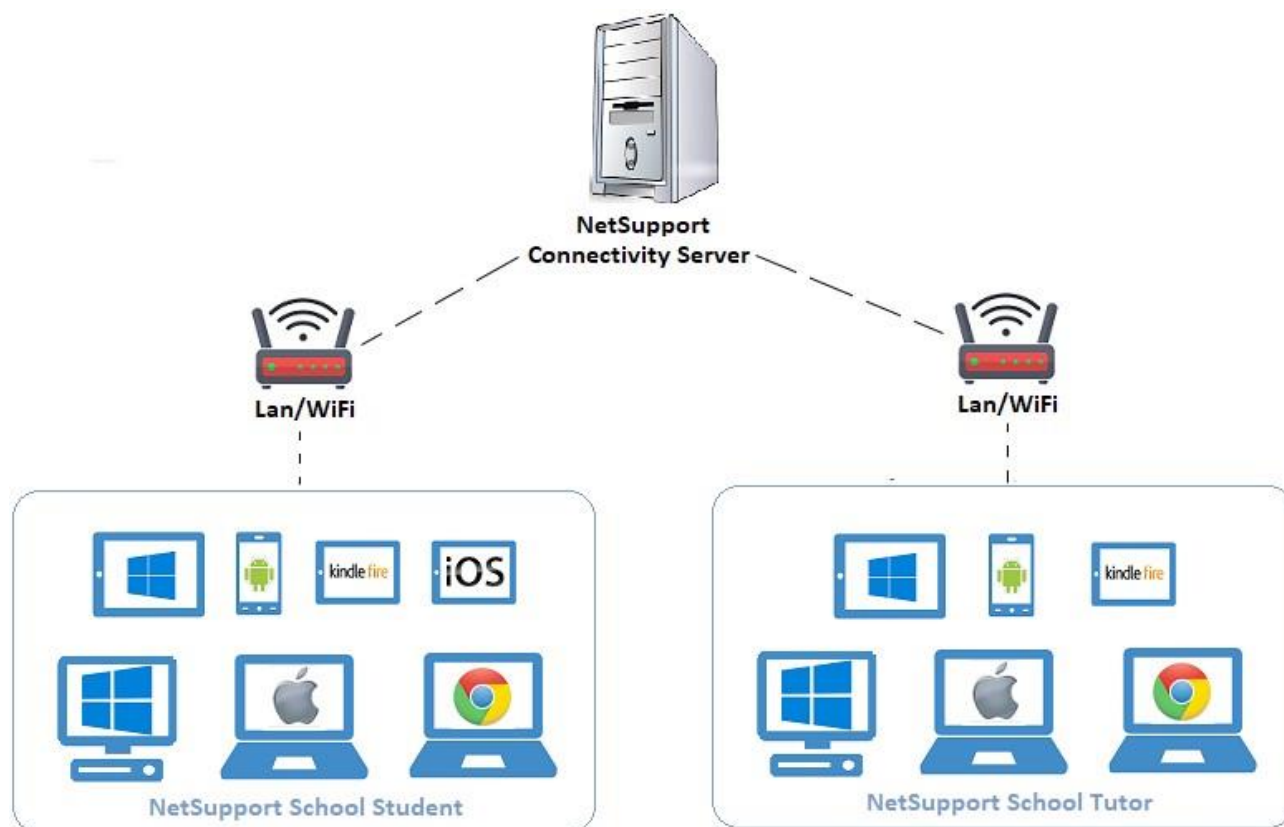 NetSupport
Connectivity Server
Lan/WiFi
Lan/WiFi
kindle fire
iOS
NetSupport School Student
kindle fire
NetSupport School Tutor